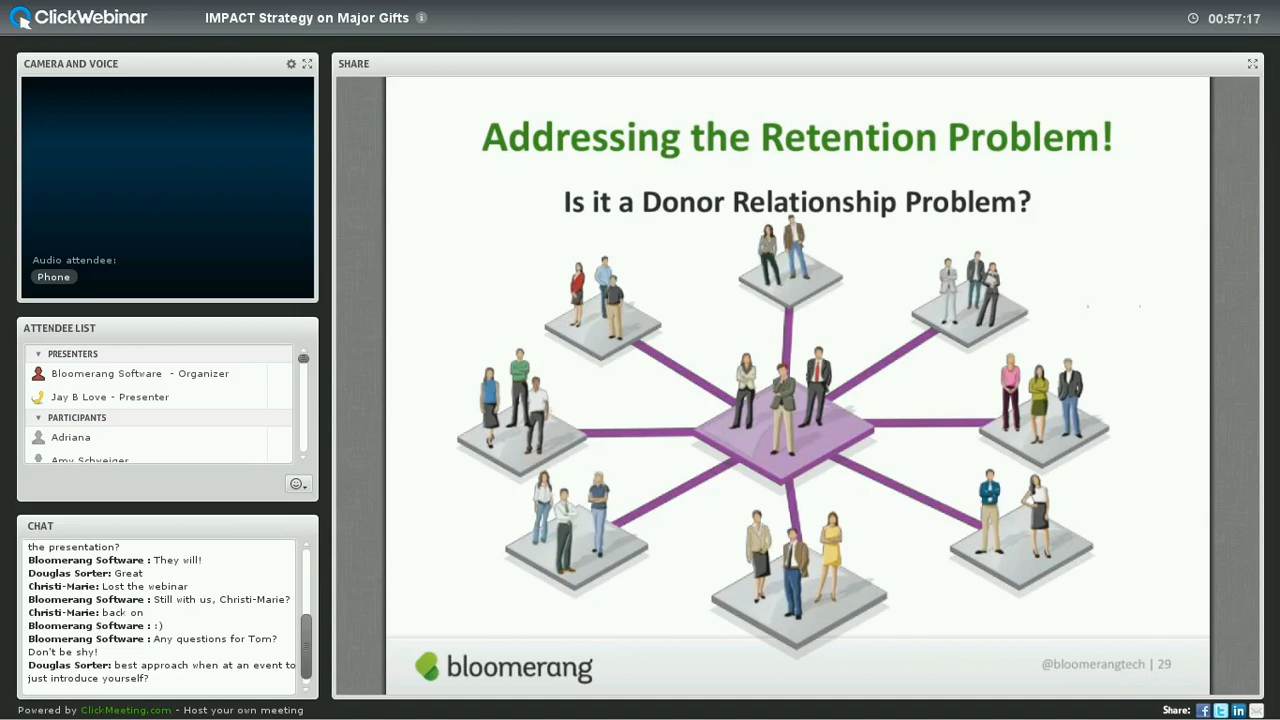 ClickWebinar
IMPACT Strategy on Major Gifts
00:57:17
CAMERA AND VOICE
Audio attendee:
Phone
ATTENDEE LIST
PRESENTERS
Bloomerang Software - Organizer
Jay B Love - Presenter
PARTICIPANTS
Adriana
Amy Schweiger
CHAT
the presentation?
Bloomerang Software : They will!
Douglas Sorter: Great
Christi-Marie: Lost the webinar
Bloomerang Software : Still with us, Christi-Marie?
Christi-Marie: back on
Bloomerang Software : :)
Bloomerang Software : Any questions for Tom?
Don't be shy!
Douglas Sorter: best approach when at an event to
just introduce yourself?
SHARE
Addressing the Retention Problem!
Is it a Donor Relationship Problem?
bloomerang
@bloomerangtech | 29
Powered by ClickMeeting.com - Host your own meeting
Share: